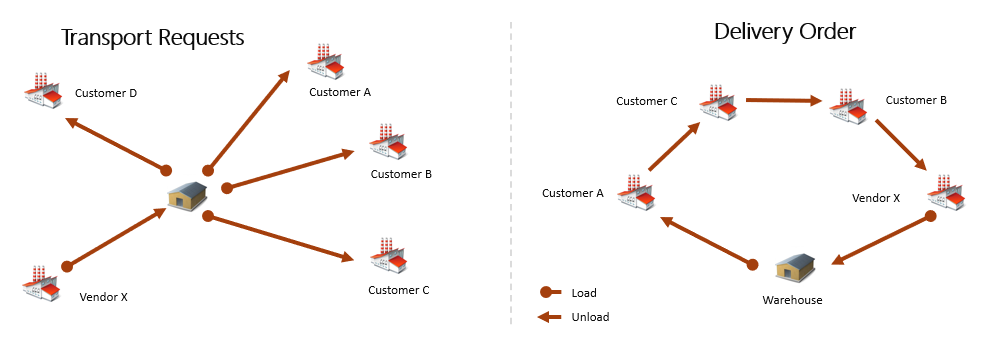 Transport Requests
Customer D
Customer A
Customer B
Customer C
Vendor X
Delivery Order
Customer C
Customer B
Customer A
Vendor X
Warehouse
Load
Unload